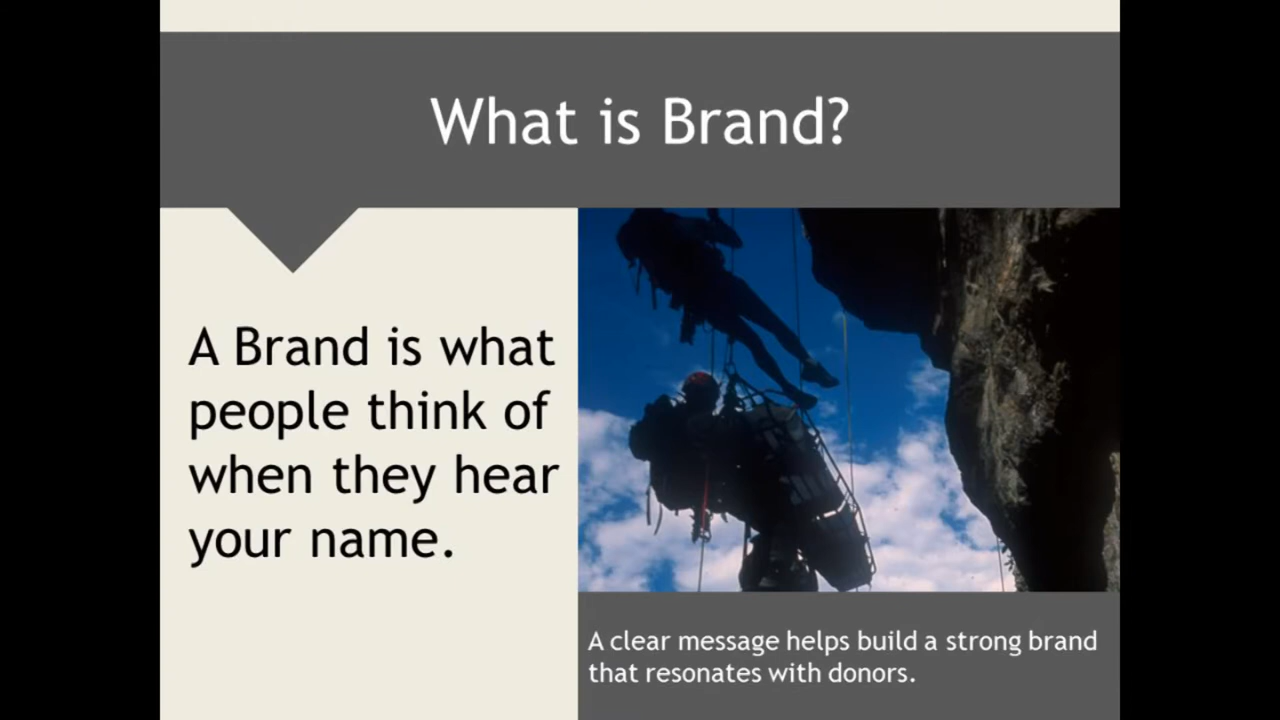 What is Brand?
A Brand is what
people think of
when they hear
your name.
A clear message helps build a strong brand
that resonates with donors.